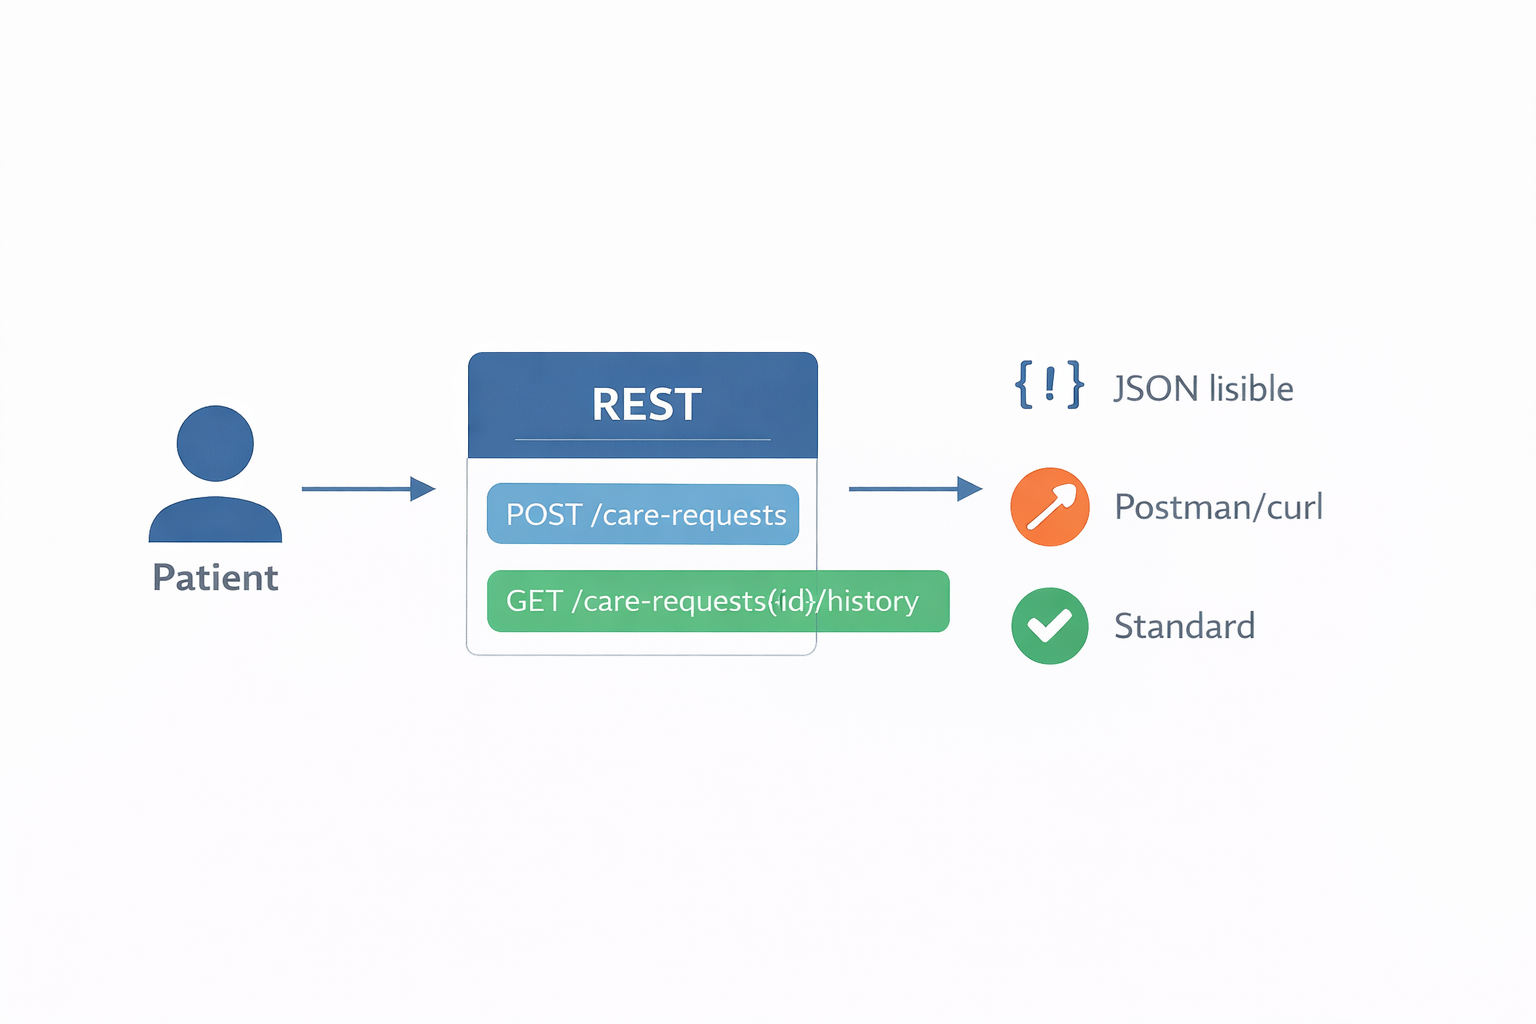 Patient
REST
POST /care-requests
GET /care-requests(id)/history
{!} JSON lisible
Postman/curl
Standard